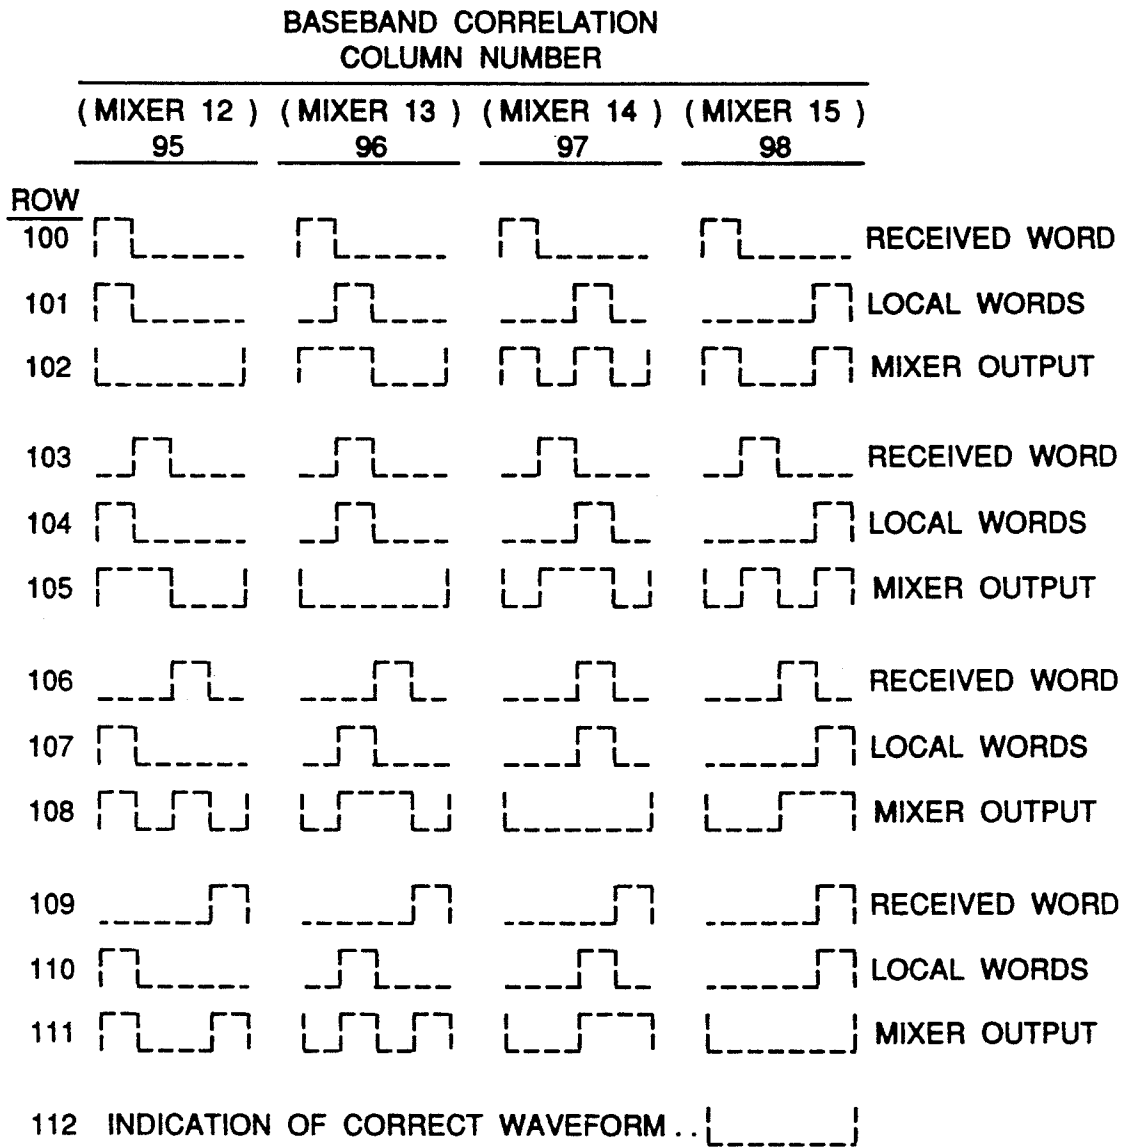 BASEBAND CORRELATION
COLUMN NUMBER
(MIXER 12) (MIXER 13) (MIXER 14) (MIXER 15)
95 96 97 98
ROW
100 RECEIVED WORD
101 LOCAL WORDS
102 MIXER OUTPUT
103 RECEIVED WORD
104 LOCAL WORDS
105 MIXER OUTPUT
106 RECEIVED WORD
107 LOCAL WORDS
108 MIXER OUTPUT
109 RECEIVED WORD
110 LOCAL WORDS
111 MIXER OUTPUT
112 INDICATION OF CORRECT WAVEFORM..